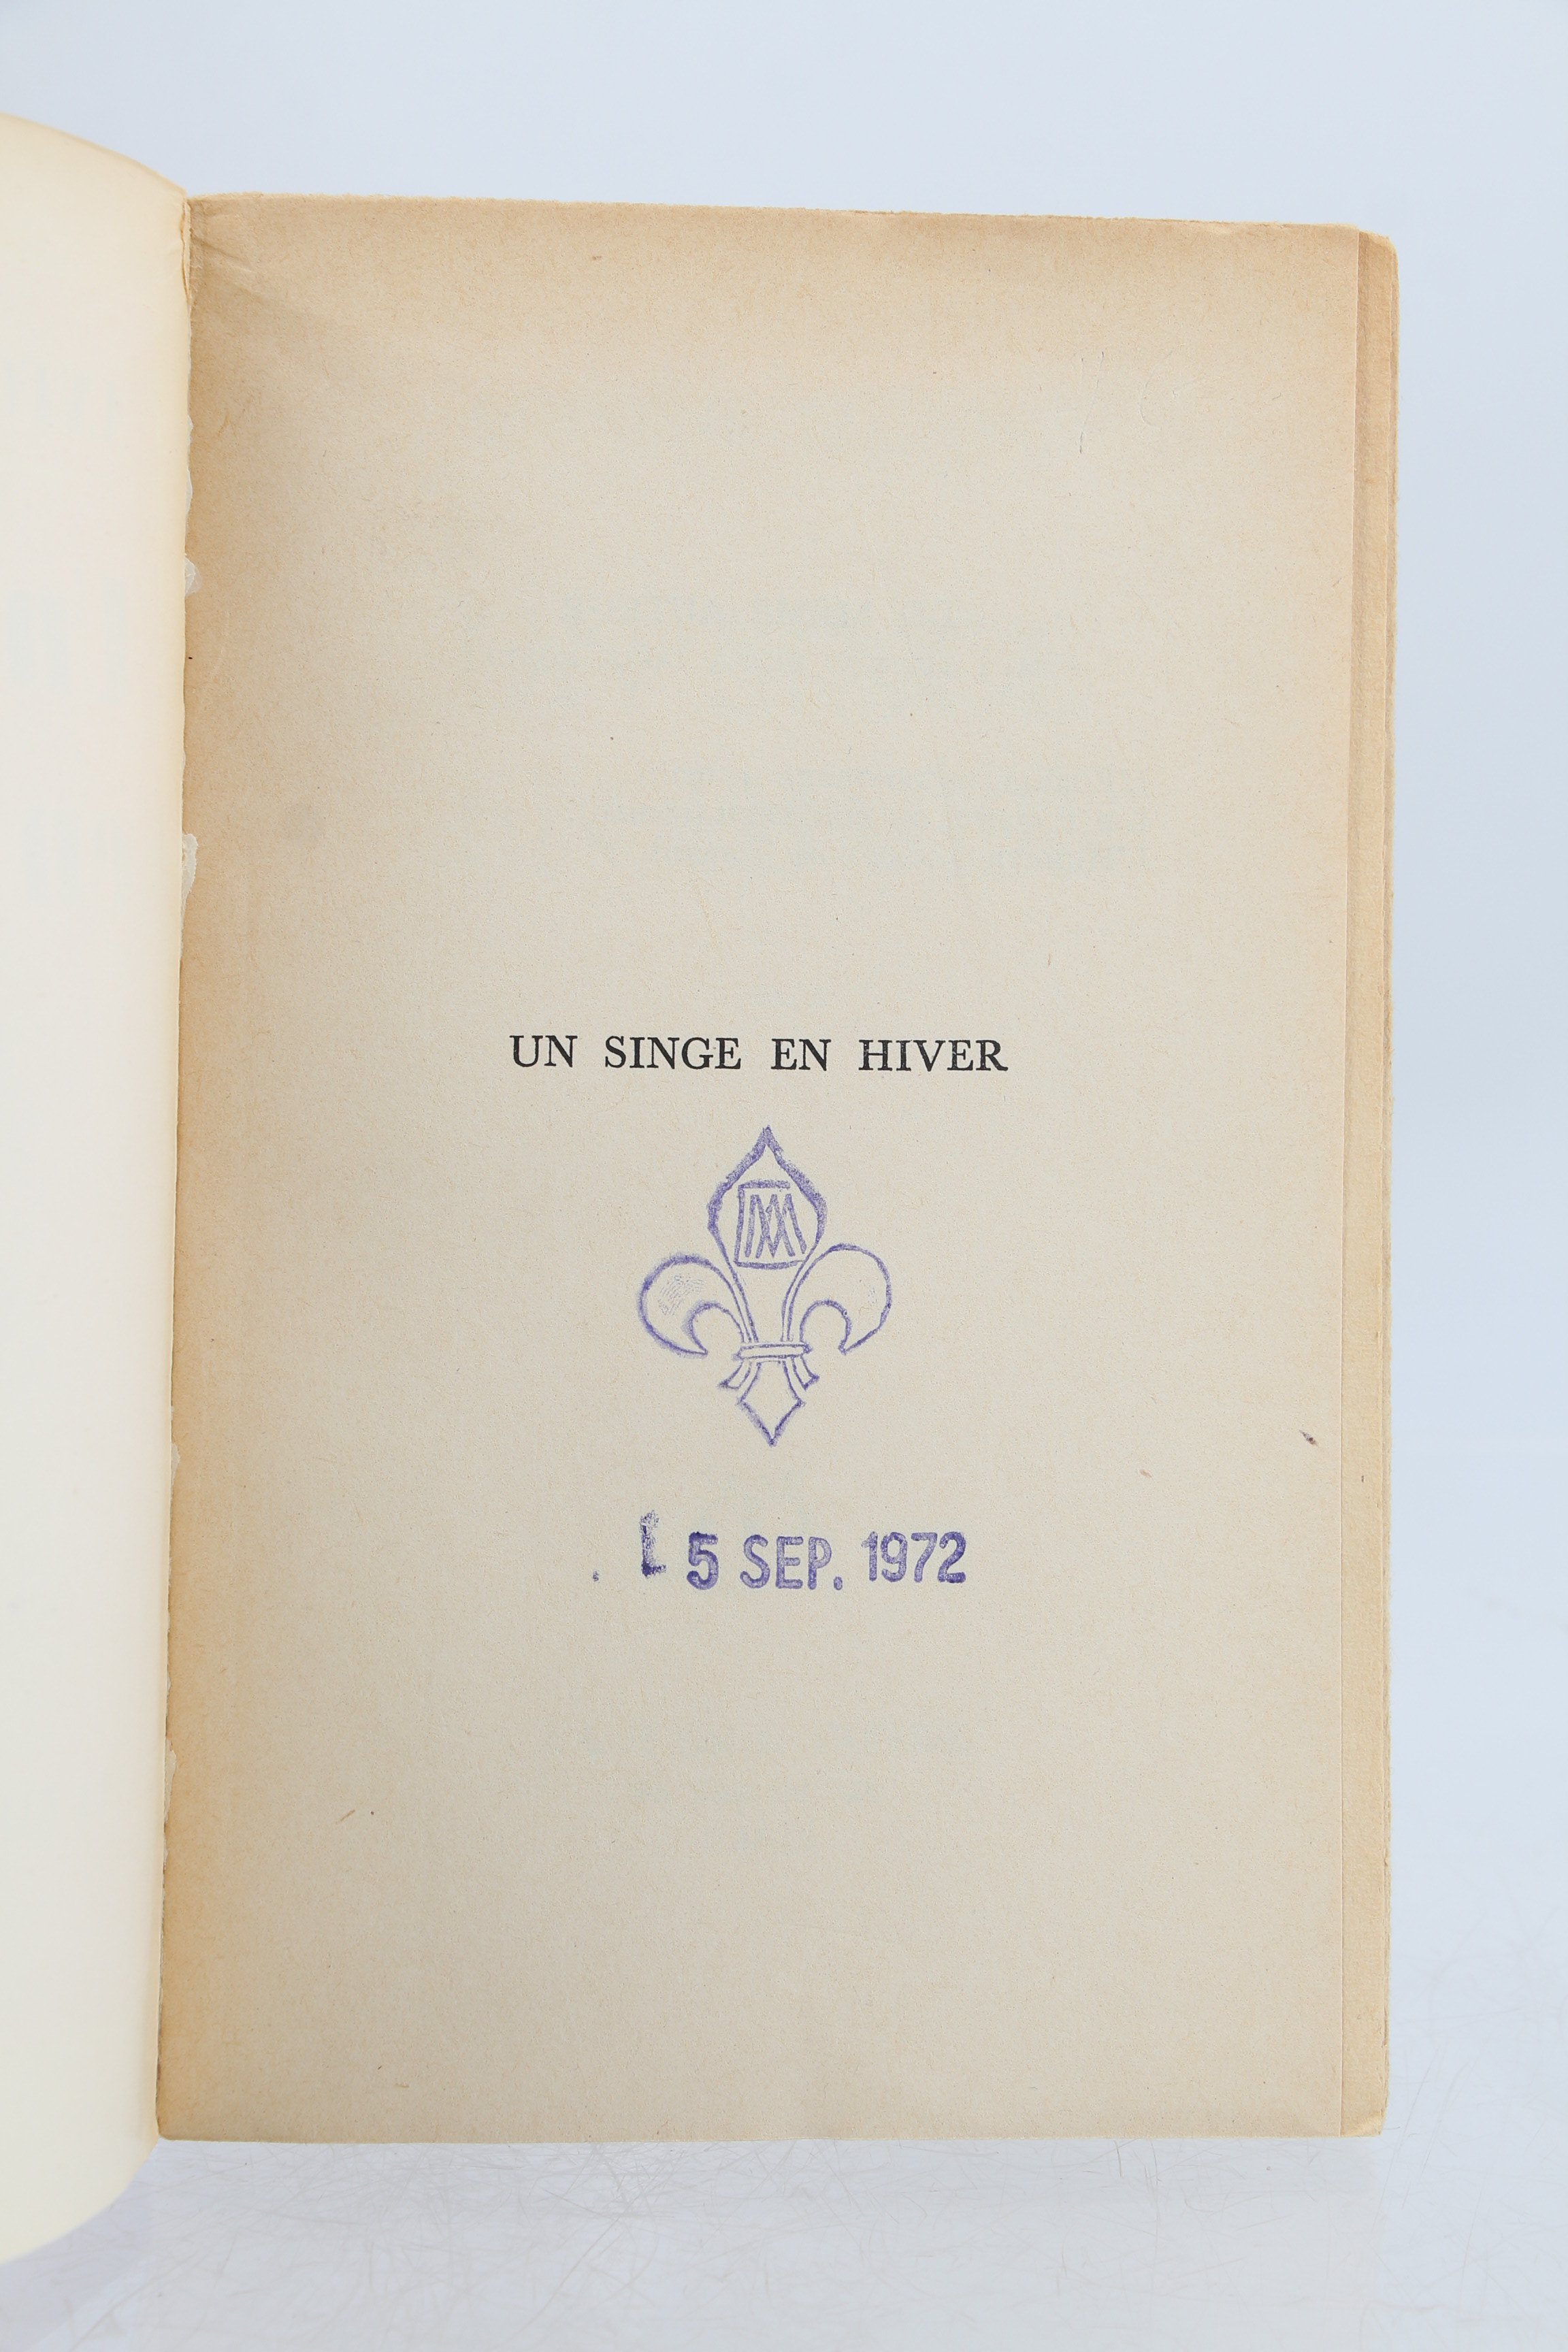 UN SINGE EN HIVER
5 SEP. 1972